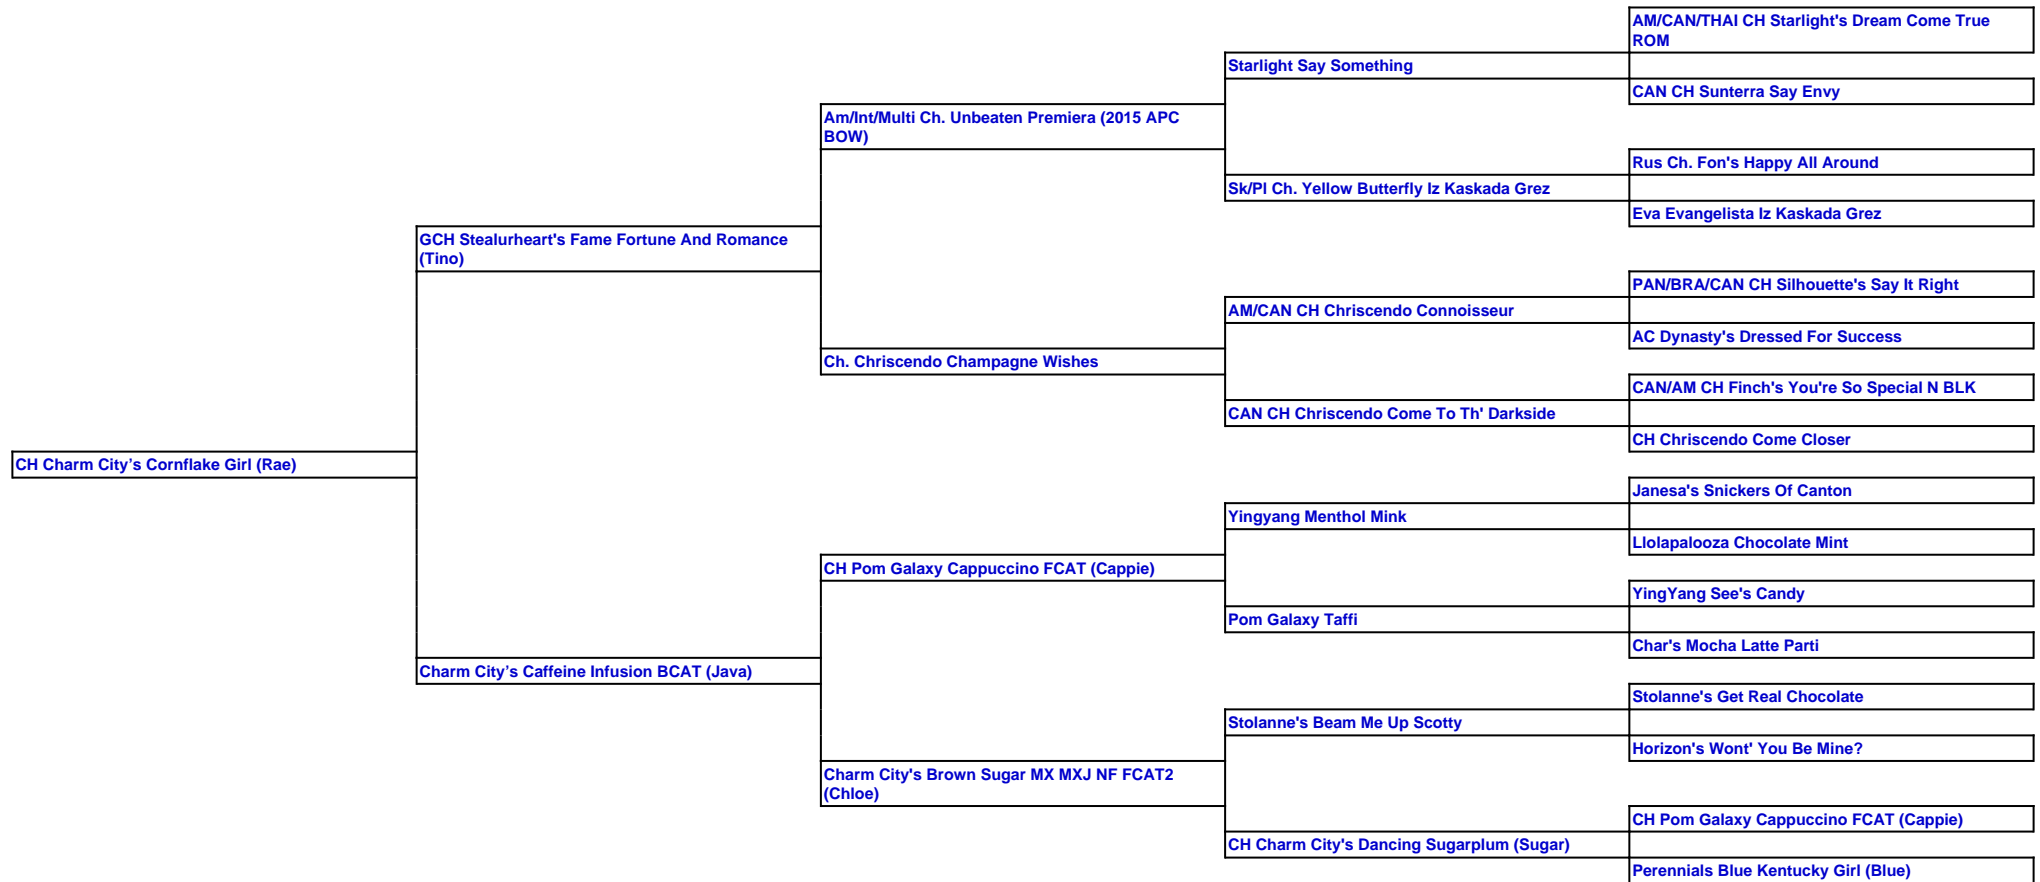 AM/CAN/THAI CH Starlight's Dream Come True
ROM
Starlight Say Something
CAN CH Sunterra Say Envy
Am/Int/Multi Ch. Unbeaten Premiera (2015 APC
BOW)
Rus Ch. Fon's Happy All Around
Sk/Pl Ch. Yellow Butterfly Iz Kaskada Grez
Eva Evangelista Iz Kaskada Grez
GCH Stealurheart's Fame Fortune And Romance
(Tino)
PAN/BRA/CAN CH Silhouette's Say It Right
AM/CAN CH Chriscendo Connoisseur
AC Dynasty's Dressed For Success
Ch. Chriscendo Champagne Wishes
CAN/AM CH Finch's You're So Special N BLK
CAN CH Chriscendo Come To Th' Darkside
CH Chriscendo Come Closer
CH Charm City’s Cornflake Girl (Rae)
Janesa's Snickers Of Canton
Yingyang Menthol Mink
Llolapalooza Chocolate Mint
CH Pom Galaxy Cappuccino FCAT (Cappie)
YingYang See's Candy
Pom Galaxy Taffi
Char's Mocha Latte Parti
Charm City’s Caffeine Infusion BCAT (Java)
Stolanne's Get Real Chocolate
Stolanne's Beam Me Up Scotty
Horizon's Wont' You Be Mine?
Charm City's Brown Sugar MX MXJ NF FCAT2
(Chloe)
CH Pom Galaxy Cappuccino FCAT (Cappie)
CH Charm City's Dancing Sugarplum (Sugar)
Perennials Blue Kentucky Girl (Blue)